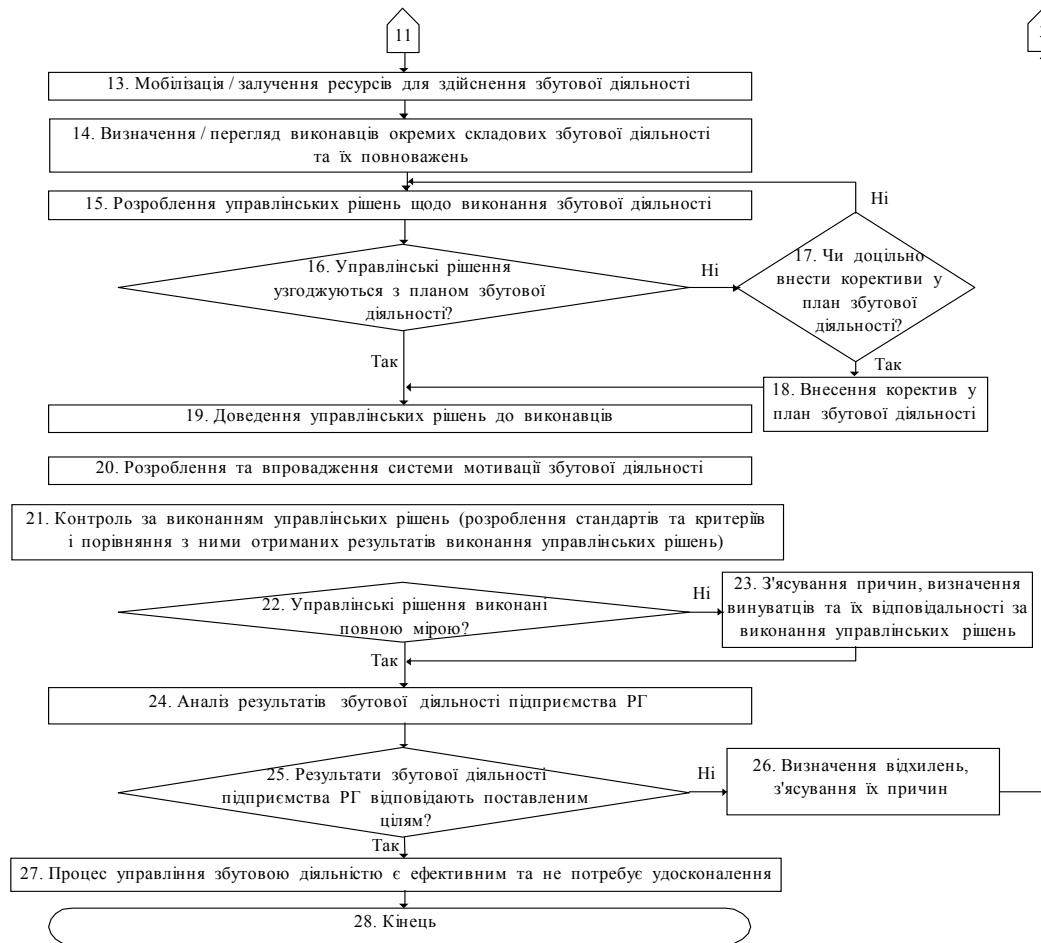 11
13. Мобілізація / залучення ресурсів для здійснення збутової діяльності
14. Визначення / перегляд виконавців окремих складових збутової діяльності
та їх повноважень
15. Розроблення управлінських рішень щодо виконання збутової діяльності
Ні
16. Управлінські рішення
узгоджуються з планом збутової
діяльності?
Ні
17. Чи доцільно
внести корективи у
план збутової
діяльності?
Так
Так
18. Внесення коректив у
план збутової діяльності
19. Доведення управлінських рішень до виконавців
20. Розроблення та впровадження системи мотивації збутової діяльності
21. Контроль за виконанням управлінських рішень (розроблення стандартів та критеріїв
і порівняння з ними отриманих результатів виконання управлінських рішень)
22. Управлінські рішення виконані
повною мірою?
Ні
23. З'ясування причин, визначення
винуватців та їх відповідальності за
виконання управлінських рішень
Так
24. Аналіз результатів збутової діяльності підприємства РГ
25. Результати збутової діяльності
підприємства РГ відповідають поставленим
цілям?
Ні
26. Визначення відхилень,
з'ясування їх причин
Так
27. Процес управління збутовою діяльністю є ефективним та не потребує удосконалення
28. Кінець